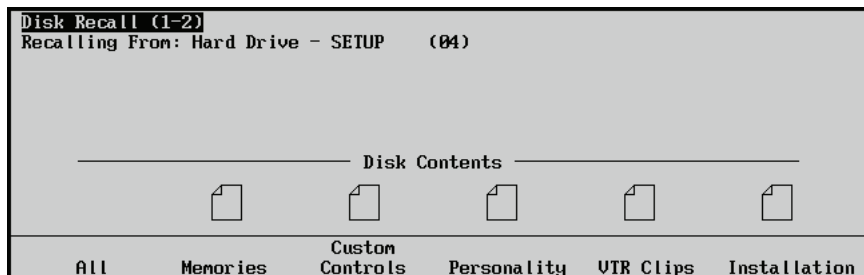 Disk Recall (1-2)
Recalling From: Hard Drive - SETUP (04)
Disk Contents
Custom
All Memories Controls Personality VTR Clips Installation